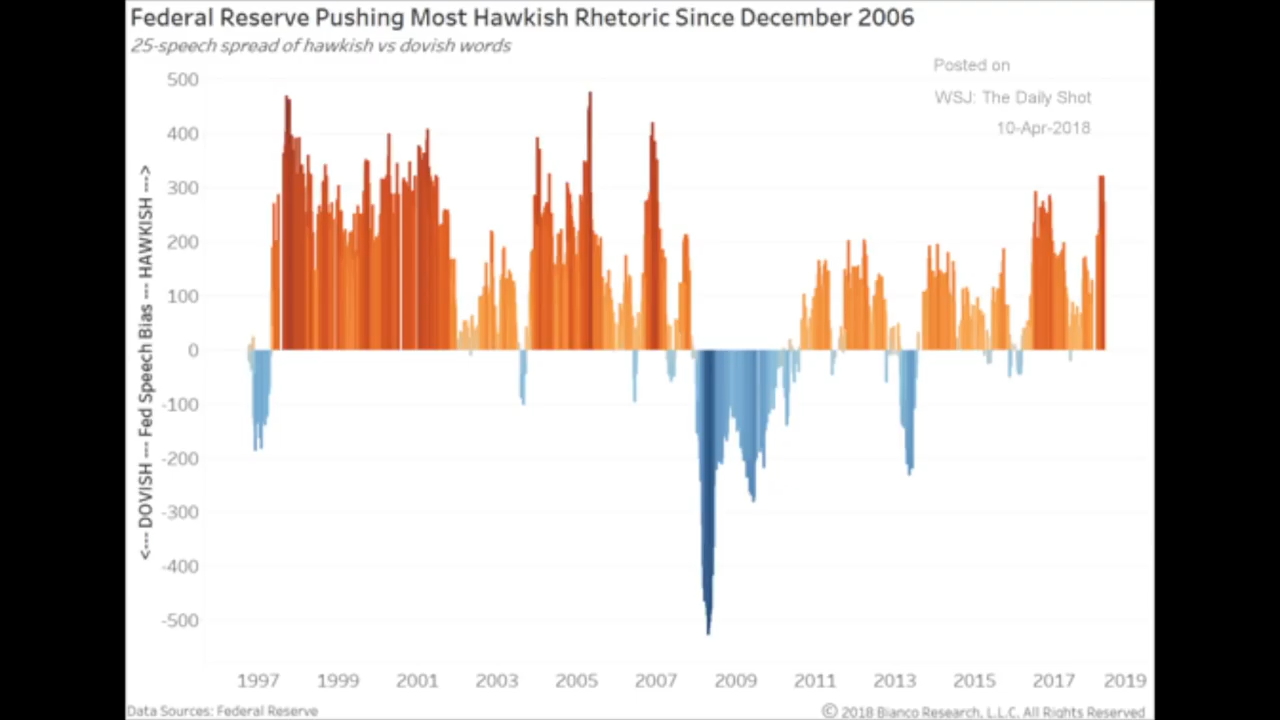 Federal Reserve Pushing Most Hawkish Rhetoric Since December 2006
25-speech spread of hawkish vs dovish words
Posted on
WSJ: The Daily Shot
10-Apr-2018
<--- DOVISH --- Fed Speech Bias --- HAWKISH --->
500
400
300
200
100
0
-100
-200
-300
-400
-500
1997 1999 2001 2003 2005 2007 2009 2011 2013 2015 2017 2019
Data Sources: Federal Reserve
© 2018 Bianco Research, L.L.C. All Rights Reserved